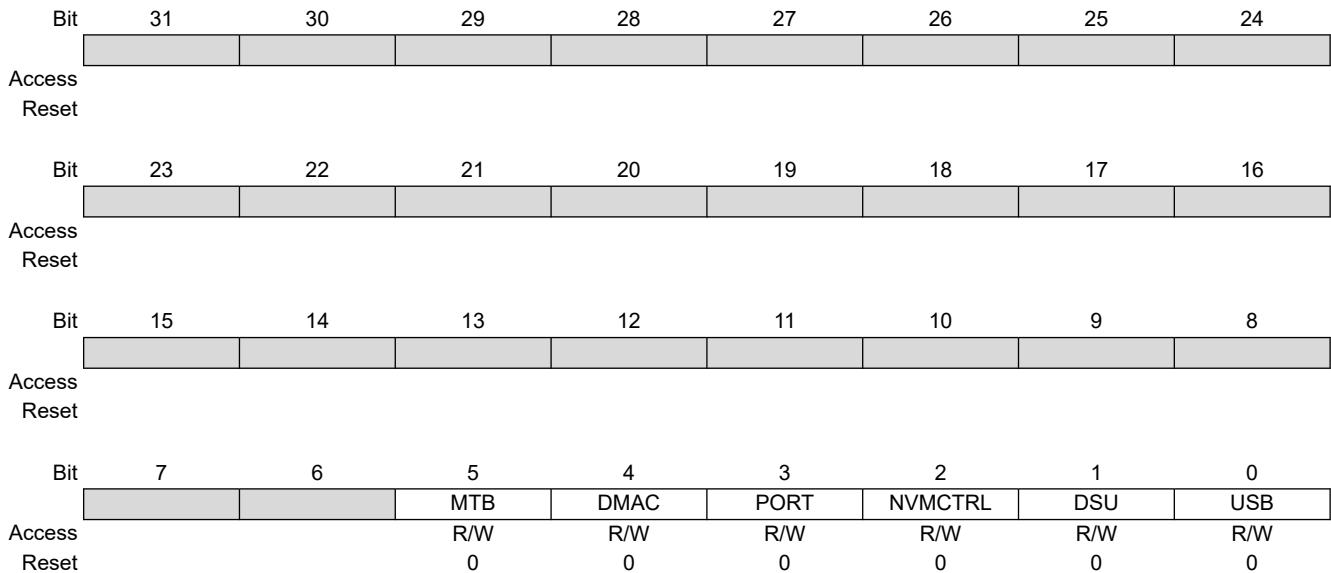 Bit 31 30 29 28 27 26 25 24
Access
Reset
Bit 23 22 21 20 19 18 17 16
Access
Reset
Bit 15 14 13 12 11 10 9 8
Access
Reset
Bit 7 6 5 4 3 2 1 0
MTB DMAC PORT NVMCTRL DSU USB
Access R/W R/W R/W R/W R/W R/W
Reset 0 0 0 0 0 0